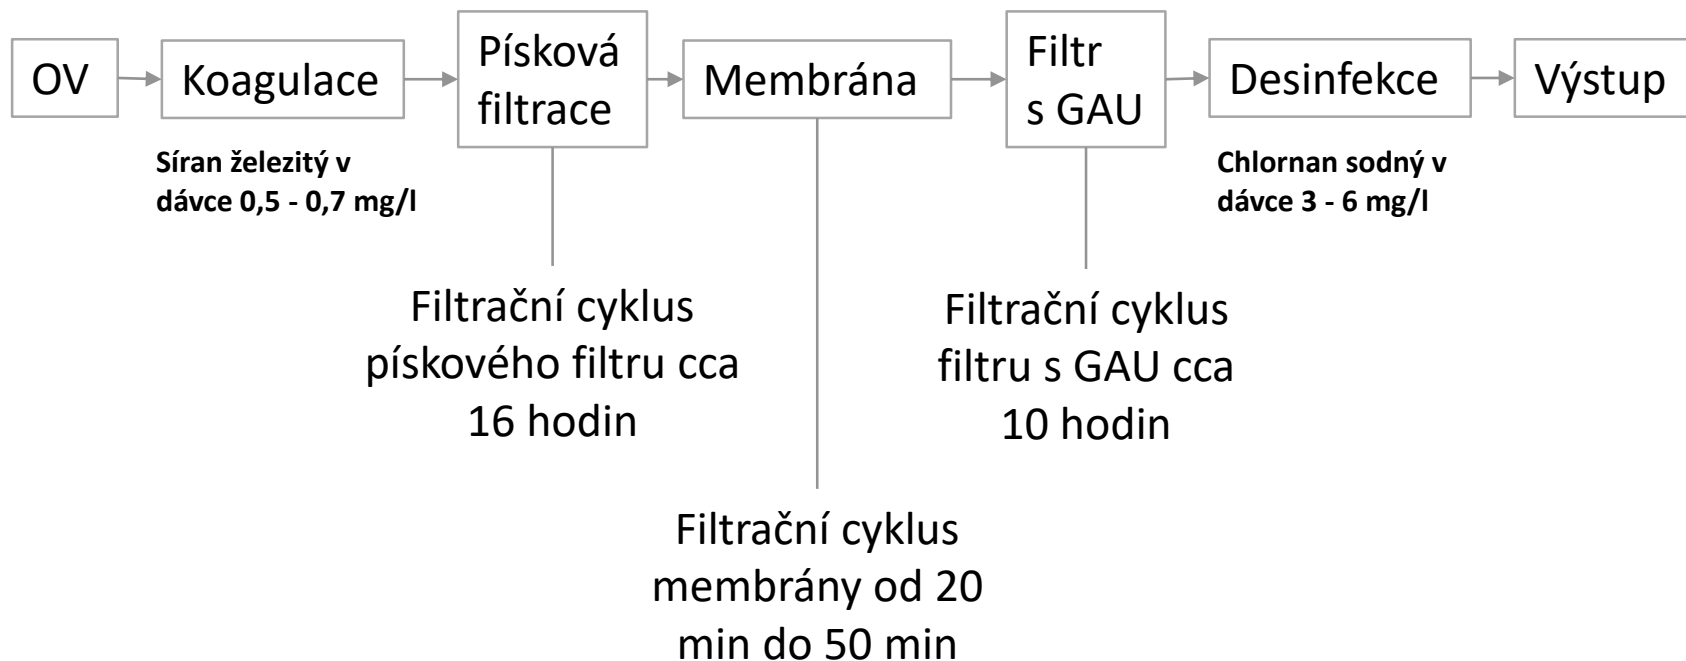 OV
Koagulace
Písková
filtrace
Membrána
Filtr
s GAU
Desinfekce
Výstup
Síran železitý v
dávce 0,5 - 0,7 mg/l
Chlornan sodný v
dávce 3 - 6 mg/l
Filtrační cyklus
pískového filtru cca
16 hodin
Filtrační cyklus
filtru s GAU cca
10 hodin
Filtrační cyklus
membrány od 20
min do 50 min